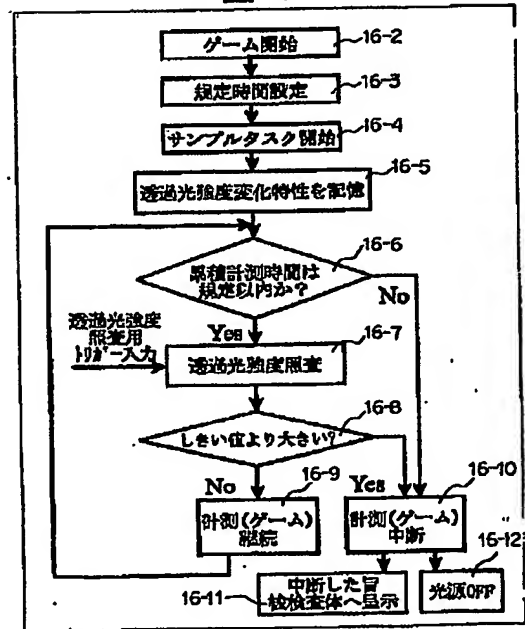 ゲーム開始
16-2
規定時間設定
16-3
サンプルタスク開始
16-4
透過光強度変化特性を記憶
16-5
累積計測時間は
規定以内か?
16-6
No
Yes
透過光強度
照査用
トリガー入力
透過光強度照査
16-7
しきい値より大きい?
16-8
No
Yes
計測(ゲーム)
継続
16-9
計測(ゲーム)
中断
16-10
中断した旨
検検査体へ呈示
16-11
光源OFF
16-12